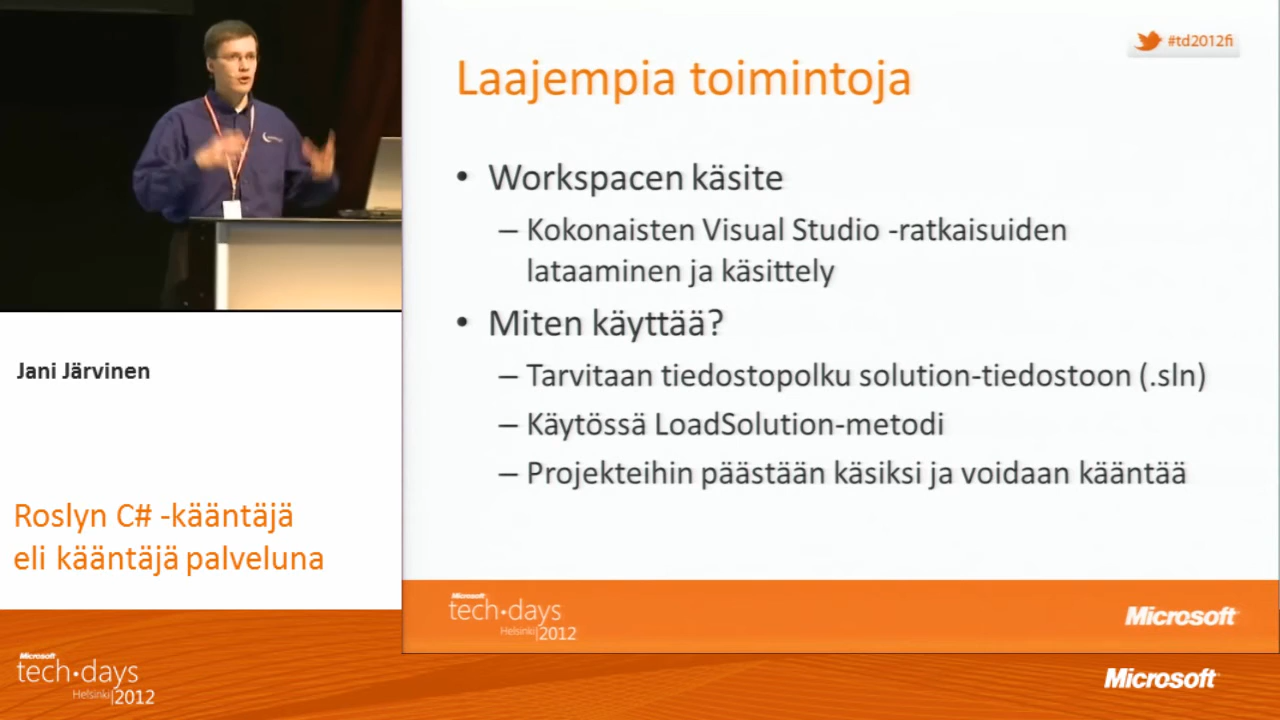 #td2012fi
Laajempia toimintoja
• Workspacen käsite
– Kokonaisten Visual Studio -ratkaisuiden
lataaminen ja käsittely
• Miten käyttää?
– Tarvitaan tiedostopolku solution-tiedostoon (.sln)
– Käytössä LoadSolution-metodi
– Projekteihin päästään käsiksi ja voidaan kääntää
Jani Järvinen
Roslyn C# -kääntäjä
eli kääntäjä palveluna
Microsoft
tech·days
Helsinki|2012
Microsoft
Microsoft
tech·days
Helsinki|2012
Microsoft